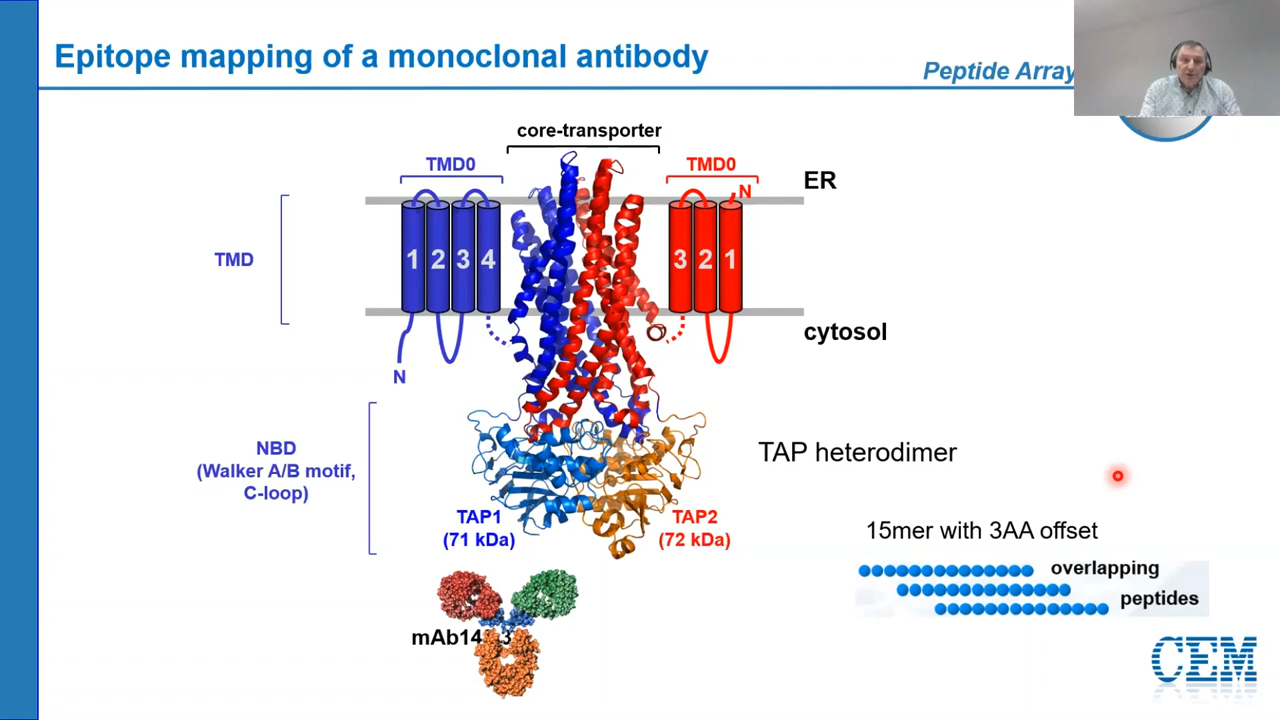 Epitope mapping of a monoclonal antibody
Peptide Array
core-transporter
TMD0
TMD0
ER
N
TMD
1 2 3 4
3 2 1
cytosol
N
NBD
(Walker A/B motif,
C-loop)
TAP heterodimer
TAP1
(71 kDa)
TAP2
(72 kDa)
15mer with 3AA offset
overlapping
peptides
CEM